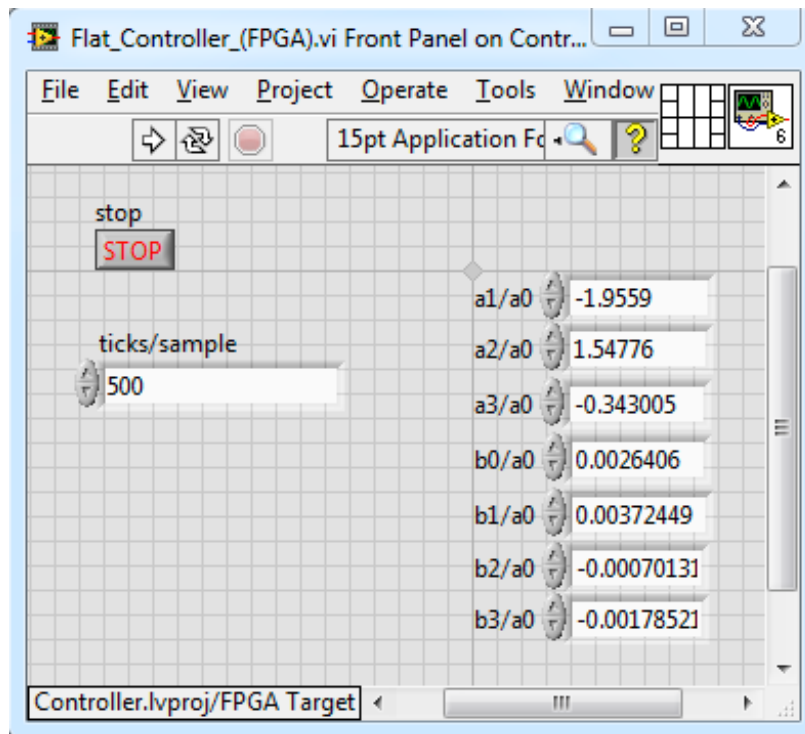 Flat_Controller_(FPGA).vi Front Panel on Contr...
File Edit View Project Operate Tools Window
15pt Application Fo
6
stop
STOP
ticks/sample
500
a1/a0 -1.9559
a2/a0 1.54776
a3/a0 -0.343005
b0/a0 0.0026406
b1/a0 0.00372449
b2/a0 -0.00070131
b3/a0 -0.00178521
Controller.lvproj/FPGA Target